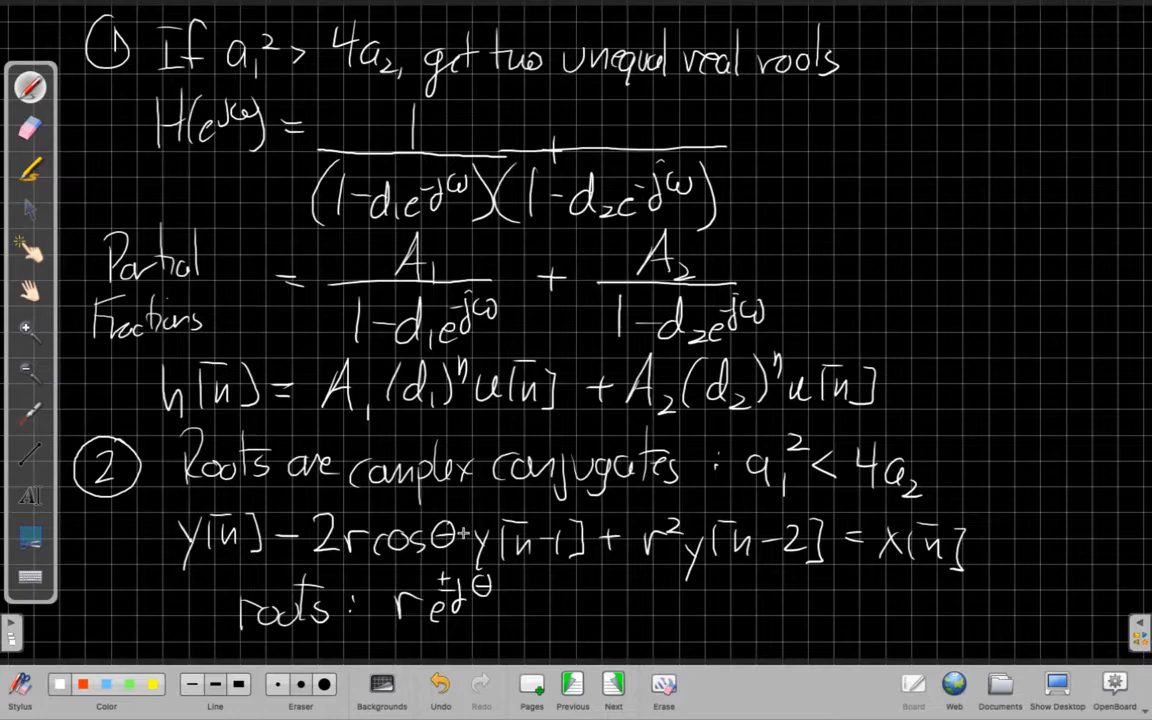 ① If a₁² > 4a₂, get two unequal real roots
H(e^jω) = 1 / (1-d₁e^-jω)(1-d₂e^-jω)
Partial Fractions = A₁ / 1-d₁e^-jω + A₂ / 1-d₂e^-jω
h[n] = A₁(d₁)ⁿu[n] + A₂(d₂)ⁿu[n]
② Roots are complex conjugates : a₁² < 4a₂
y[n] - 2rcosθ y[n-1] + r²y[n-2] = x[n]
roots: re^±jθ
Stylus Color Line Eraser Backgrounds Undo Redo Pages Previous Next Erase Board Web Documents Show Desktop OpenBoard